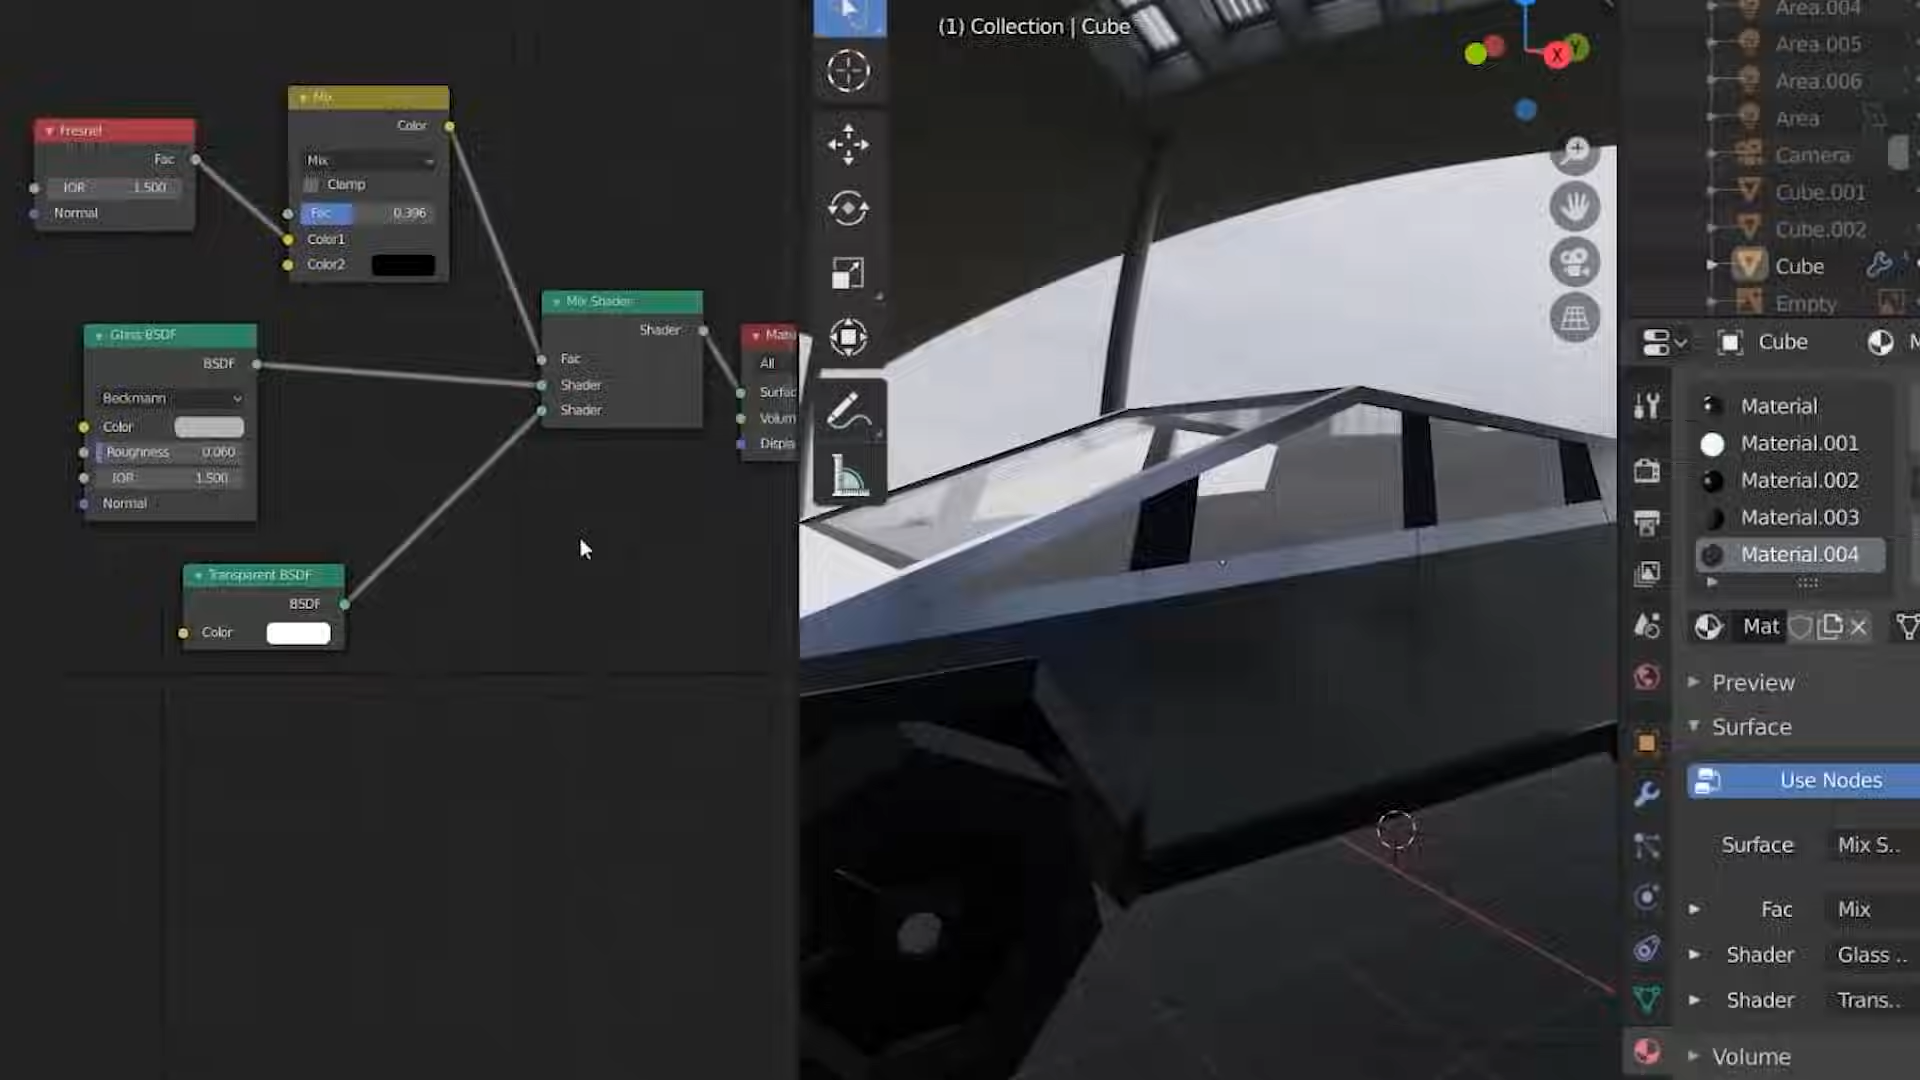 (1) Collection | Cube
Fresnel
Fac
IOR 1.500
Normal
Mix
Color
Mix
Clamp
Fac 0.396
Color1
Color2
Glass BSDF
BSDF
Beckmann
Color
Roughness 0.060
IOR 1.500
Normal
Transparent BSDF
BSDF
Color
Mix Shader
Shader
Fac
Shader
Shader
Mate
All
Surfac
Volum
Displa
X
Y
Area.004
Area.005
Area.006
Area
Camera
Cube.001
Cube.002
Cube
Empty
Cube
M
Material
Material.001
Material.002
Material.003
Material.004
Mat
Preview
Surface
Use Nodes
Surface Mix S..
Fac Mix
Shader Glass ..
Shader Trans..
Volume